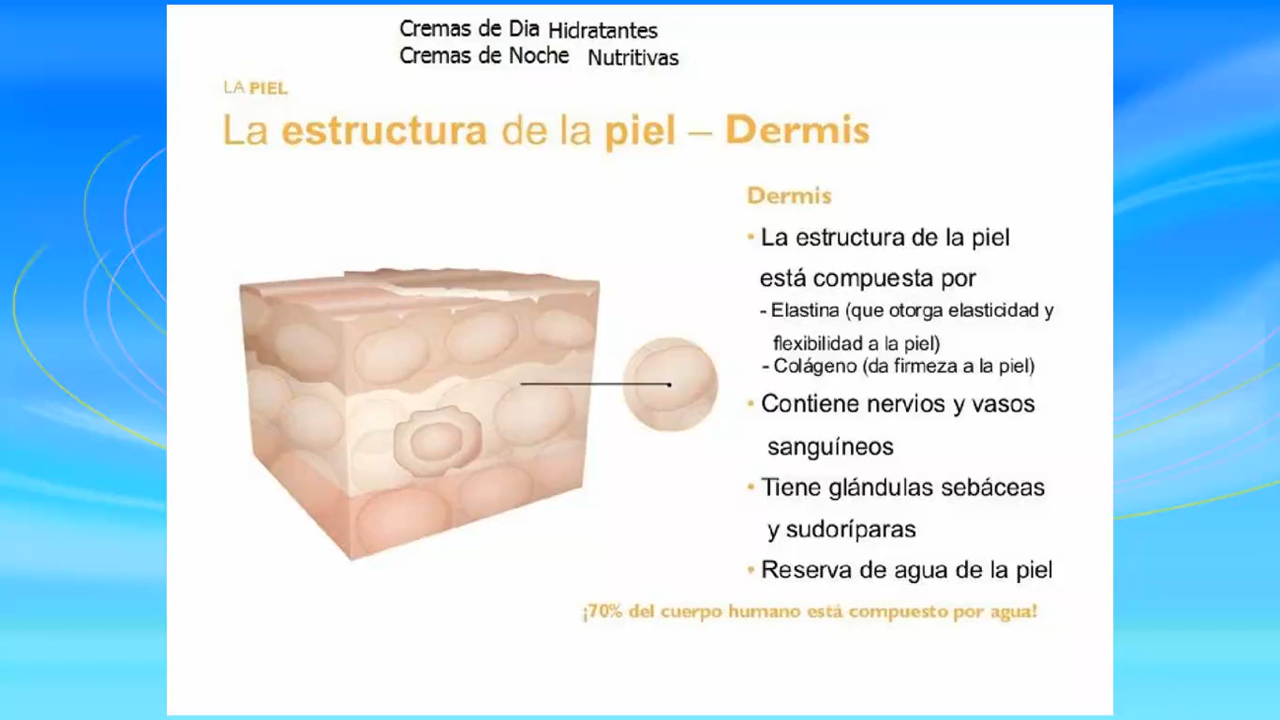 Cremas de Dia Hidratantes
Cremas de Noche Nutritivas
LA PIEL
La estructura de la piel – Dermis
Dermis
• La estructura de la piel
está compuesta por
- Elastina (que otorga elasticidad y
flexibilidad a la piel)
- Colágeno (da firmeza a la piel)
• Contiene nervios y vasos
sanguíneos
• Tiene glándulas sebáceas
y sudoríparas
• Reserva de agua de la piel
¡70% del cuerpo humano está compuesto por agua!